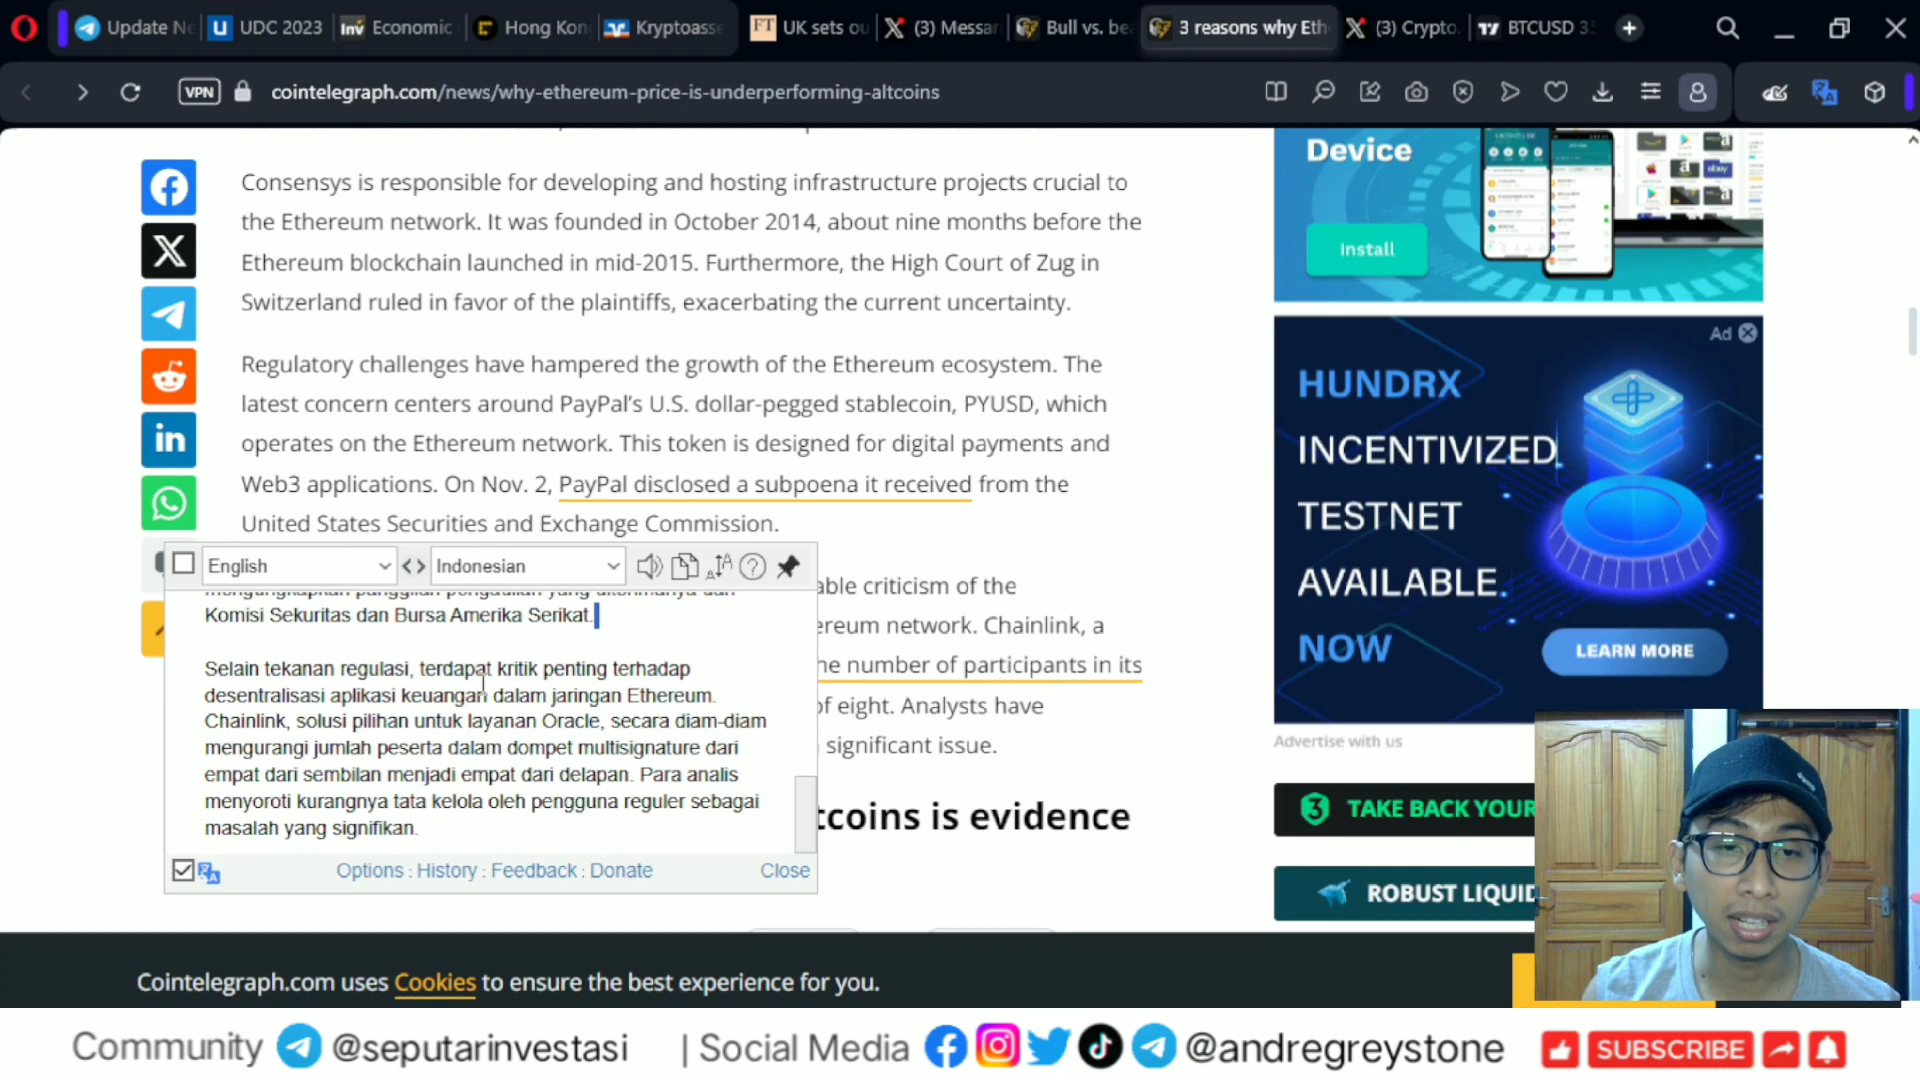 Update Ne
UDC 2023
Inv Economic
Hong Kon
Kryptoasse
FT UK sets ou
(3) Messar
Bull vs. be
3 reasons why Eth
(3) Crypto.
BTCUSD 3
VPN
cointelegraph.com/news/why-ethereum-price-is-underperforming-altcoins
Consensys is responsible for developing and hosting infrastructure projects crucial to
the Ethereum network. It was founded in October 2014, about nine months before the
Ethereum blockchain launched in mid-2015. Furthermore, the High Court of Zug in
Switzerland ruled in favor of the plaintiffs, exacerbating the current uncertainty.
Regulatory challenges have hampered the growth of the Ethereum ecosystem. The
latest concern centers around PayPal's U.S. dollar-pegged stablecoin, PYUSD, which
operates on the Ethereum network. This token is designed for digital payments and
Web3 applications. On Nov. 2, PayPal disclosed a subpoena it received from the
United States Securities and Exchange Commission.
able criticism of the
ereum network. Chainlink, a
he number of participants in its
of eight. Analysts have
significant issue.
tcoins is evidence
English
Indonesian
Komisi Sekuritas dan Bursa Amerika Serikat.
Selain tekanan regulasi, terdapat kritik penting terhadap
desentralisasi aplikasi keuangan dalam jaringan Ethereum.
Chainlink, solusi pilihan untuk layanan Oracle, secara diam-diam
mengurangi jumlah peserta dalam dompet multisignature dari
empat dari sembilan menjadi empat dari delapan. Para analis
menyoroti kurangnya tata kelola oleh pengguna reguler sebagai
masalah yang signifikan.
Options : History : Feedback : Donate
Close
Device
Install
Ad
HUNDRX
INCENTIVIZED
TESTNET
AVAILABLE.
NOW
LEARN MORE
Advertise with us
TAKE BACK YOUR
ROBUST LIQUID
Cointelegraph.com uses Cookies to ensure the best experience for you.
Community @seputarinvestasi | Social Media @andregreystone SUBSCRIBE